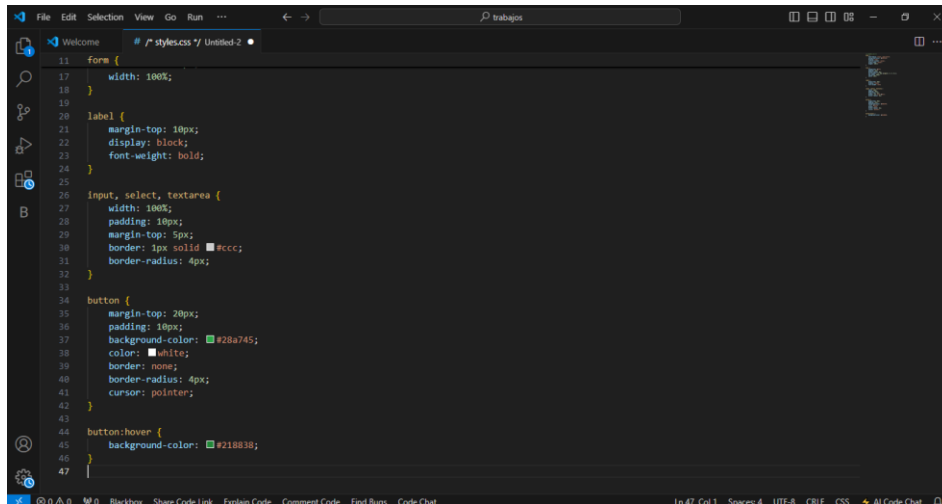 File Edit Selection View Go Run ··· ← → trabajos
Welcome # /* styles.css */ Untitled-2 ●
11 form {
17     width: 100%;
18 }
19
20 label {
21     margin-top: 10px;
22     display: block;
23     font-weight: bold;
24 }
25
26 input, select, textarea {
27     width: 100%;
28     padding: 10px;
29     margin-top: 5px;
30     border: 1px solid #ccc;
31     border-radius: 4px;
32 }
33
34 button {
35     margin-top: 20px;
36     padding: 10px;
37     background-color: #28a745;
38     color: white;
39     border: none;
40     border-radius: 4px;
41     cursor: pointer;
42 }
43
44 button:hover {
45     background-color: #218838;
46 }
47
1
B
0 0 0 Blackbox Share Code Link Explain Code Comment Code Find Bugs Code Chat Ln 47, Col 1 Spaces: 4 UTF-8 CRLF CSS AI Code Chat